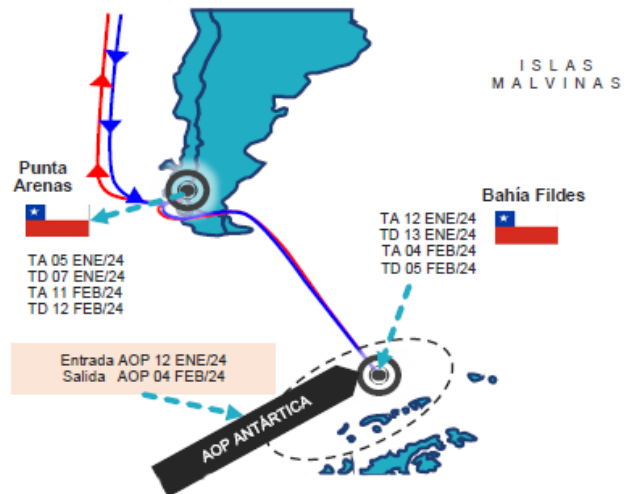 ISLAS
MALVINAS
Punta
Arenas
TA 05 ENE/24
TD 07 ENE/24
TA 11 FEB/24
TD 12 FEB/24
Bahía Fildes
TA 12 ENE/24
TD 13 ENE/24
TA 04 FEB/24
TD 05 FEB/24
Entrada AOP 12 ENE/24
Salida AOP 04 FEB/24
AOP ANTÁRTICA